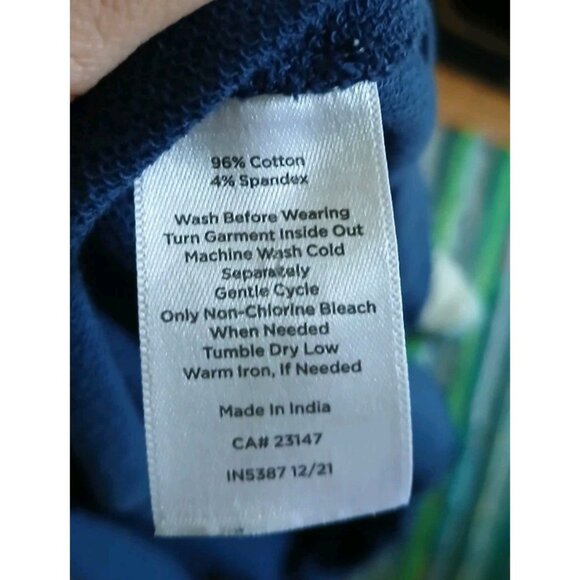 96% Cotton
4% Spandex
Wash Before Wearing
Turn Garment Inside Out
Machine Wash Cold
Separately
Gentle Cycle
Only Non-Chlorine Bleach
When Needed
Tumble Dry Low
Warm Iron, If Needed
Made In India
CA# 23147
IN5387 12/21